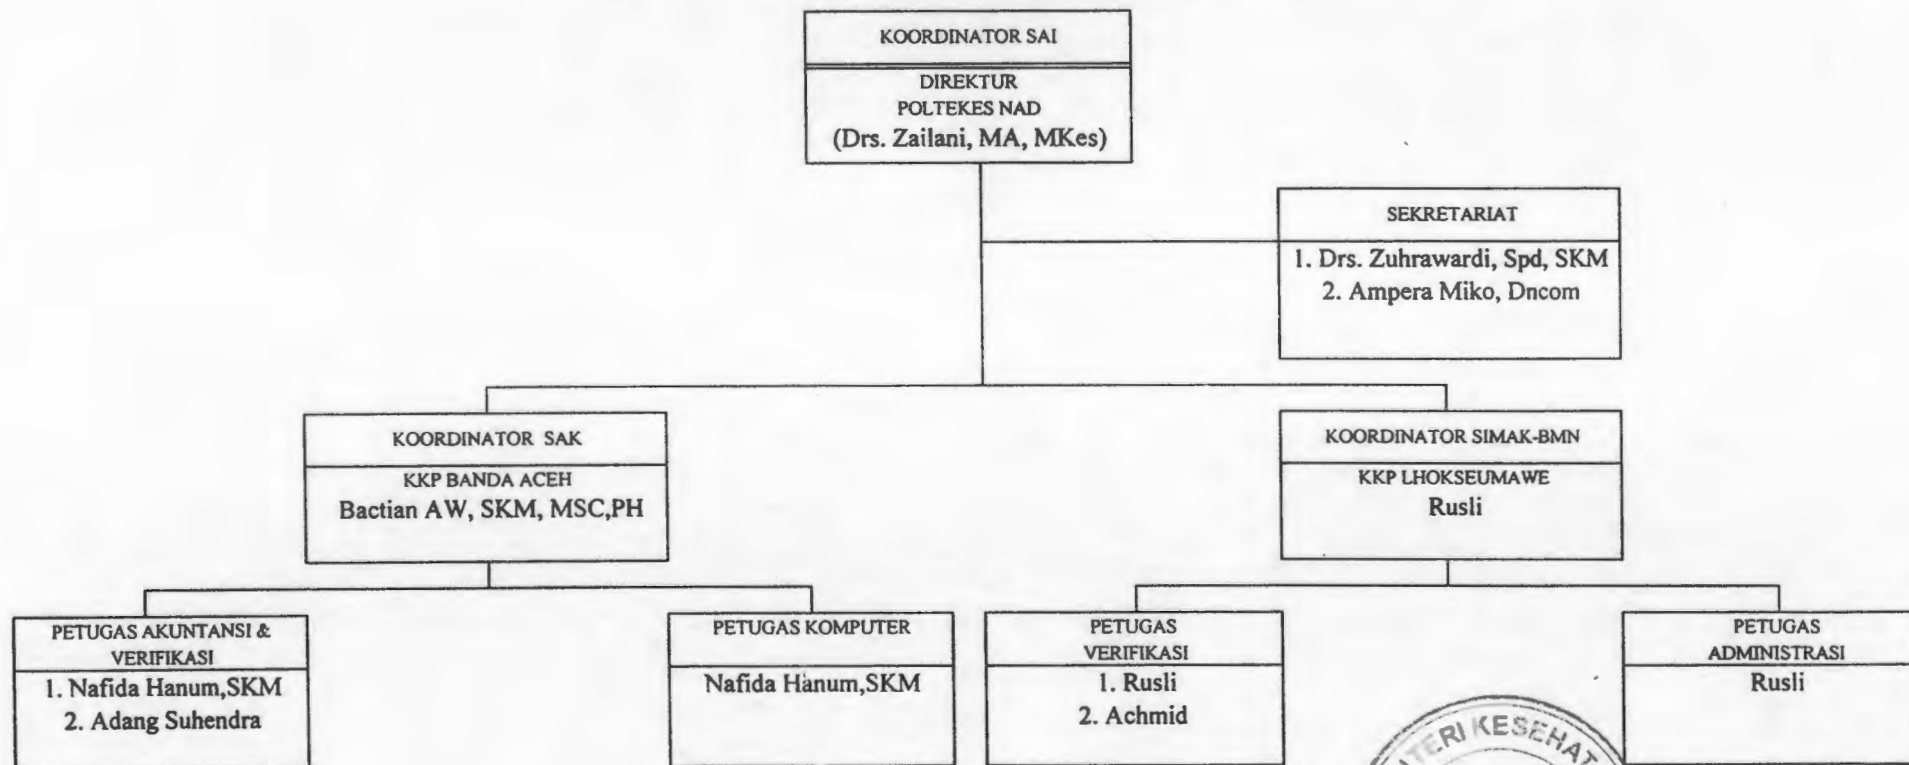 KOORDINATOR SAI
DIREKTUR
POLTEKES NAD
(Drs. Zailani, MA, MKes)
SEKRETARIAT
1. Drs. Zuhrawardi, Spd, SKM
2. Ampera Miko, Dncom
KOORDINATOR SAK
KKP BANDA ACEH
Bactian AW, SKM, MSC,PH
KOORDINATOR SIMAK-BMN
KKP LHOKSEUMAWE
Rusli
PETUGAS AKUNTANSI &
VERIFIKASI
1. Nafida Hanum,SKM
2. Adang Suhendra
PETUGAS KOMPUTER
Nafida Hanum,SKM
PETUGAS
VERIFIKASI
1. Rusli
2. Achmid
PETUGAS
ADMINISTRASI
Rusli
TERI KESEHAT